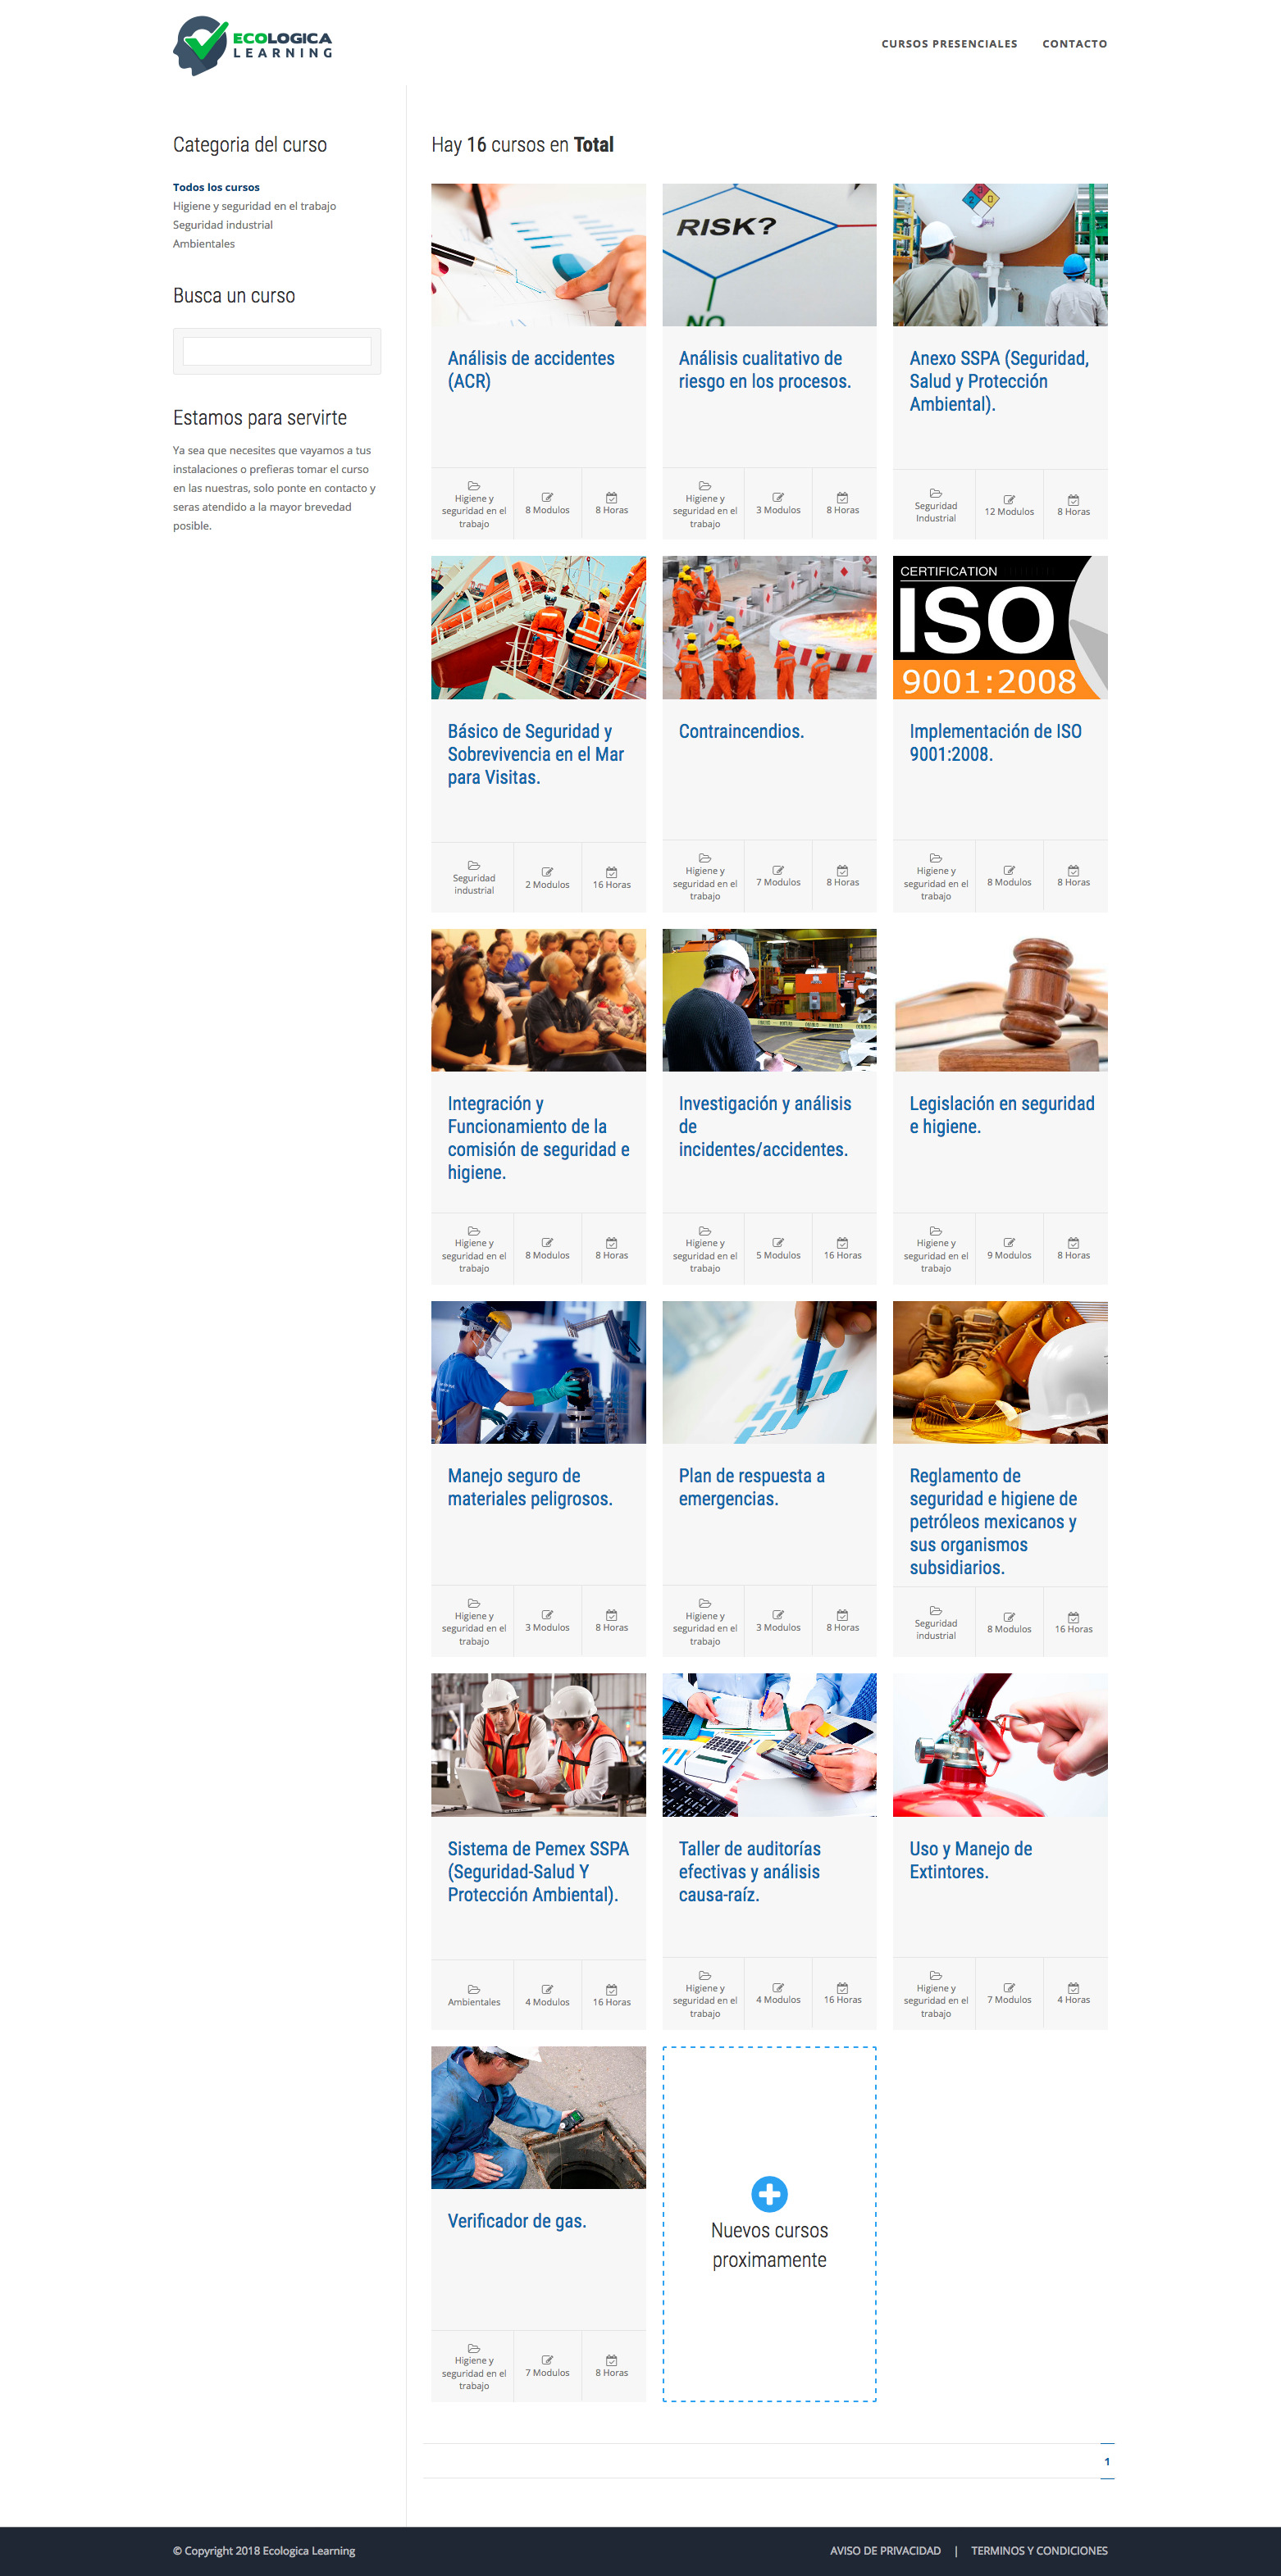 ECOLOGICA
LEARNING
CURSOS PRESENCIALES
CONTACTO
Categoria del curso
Todos los cursos
Higiene y seguridad en el trabajo
Seguridad industrial
Ambientales
Busca un curso
Estamos para servirte
Ya sea que necesites que vayamos a tus
instalaciones o prefieras tomar el curso
en las nuestras, solo ponte en contacto y
seras atendido a la mayor brevedad
posible.
Hay 16 cursos en Total
Análisis de accidentes
(ACR)
Higiene y
seguridad en el
trabajo
8 Modulos
8 Horas
RISK?
NO
Análisis cualitativo de
riesgo en los procesos.
Higiene y
seguridad en el
trabajo
3 Modulos
8 Horas
Anexo SSPA (Seguridad,
Salud y Protección
Ambiental).
Seguridad
Industrial
12 Modulos
8 Horas
Básico de Seguridad y
Sobrevivencia en el Mar
para Visitas.
Seguridad
industrial
2 Modulos
16 Horas
Contraincendios.
Higiene y
seguridad en el
trabajo
7 Modulos
8 Horas
CERTIFICATION
ISO
9001:2008
Implementación de ISO
9001:2008.
Higiene y
seguridad en el
trabajo
8 Modulos
8 Horas
Integración y
Funcionamiento de la
comisión de seguridad e
higiene.
Higiene y
seguridad en el
trabajo
8 Modulos
8 Horas
Investigación y análisis
de
incidentes/accidentes.
Higiene y
seguridad en el
trabajo
5 Modulos
16 Horas
Legislación en seguridad
e higiene.
Higiene y
seguridad en el
trabajo
9 Modulos
8 Horas
Manejo seguro de
materiales peligrosos.
Higiene y
seguridad en el
trabajo
3 Modulos
8 Horas
Plan de respuesta a
emergencias.
Higiene y
seguridad en el
trabajo
3 Modulos
8 Horas
Reglamento de
seguridad e higiene de
petróleos mexicanos y
sus organismos
subsidiarios.
Seguridad
industrial
8 Modulos
16 Horas
Sistema de Pemex SSPA
(Seguridad-Salud Y
Protección Ambiental).
Ambientales
4 Modulos
16 Horas
Taller de auditorías
efectivas y análisis
causa-raíz.
Higiene y
seguridad en el
trabajo
4 Modulos
16 Horas
Uso y Manejo de
Extintores.
Higiene y
seguridad en el
trabajo
7 Modulos
4 Horas
Verificador de gas.
Higiene y
seguridad en el
trabajo
7 Modulos
8 Horas
Nuevos cursos
proximamente
1
© Copyright 2018 Ecologica Learning
AVISO DE PRIVACIDAD | TERMINOS Y CONDICIONES